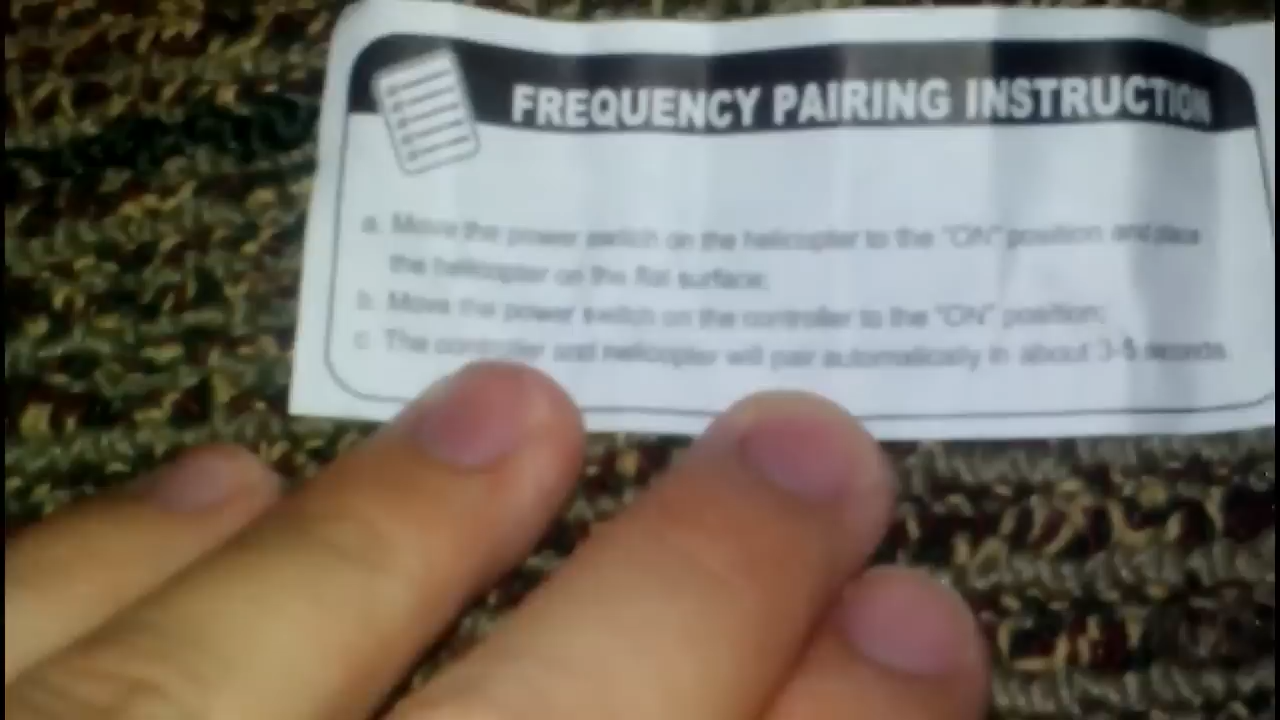 FREQUENCY PAIRING INSTRUCTION
a. Move the power switch on the helicopter to the "ON" position and place
the helicopter on the flat surface;
b. Move the power switch on the controller to the "ON" position;
c. The controller and helicopter will pair automatically in about 3-5 seconds.